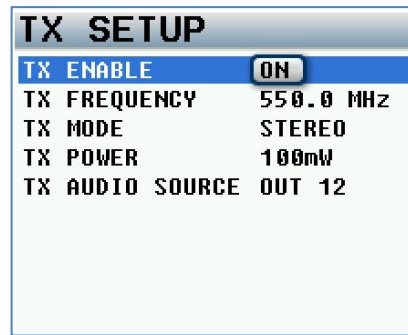 TX SETUP
TX ENABLE ON
TX FREQUENCY 550.0 MHz
TX MODE STEREO
TX POWER 100mW
TX AUDIO SOURCE OUT 12